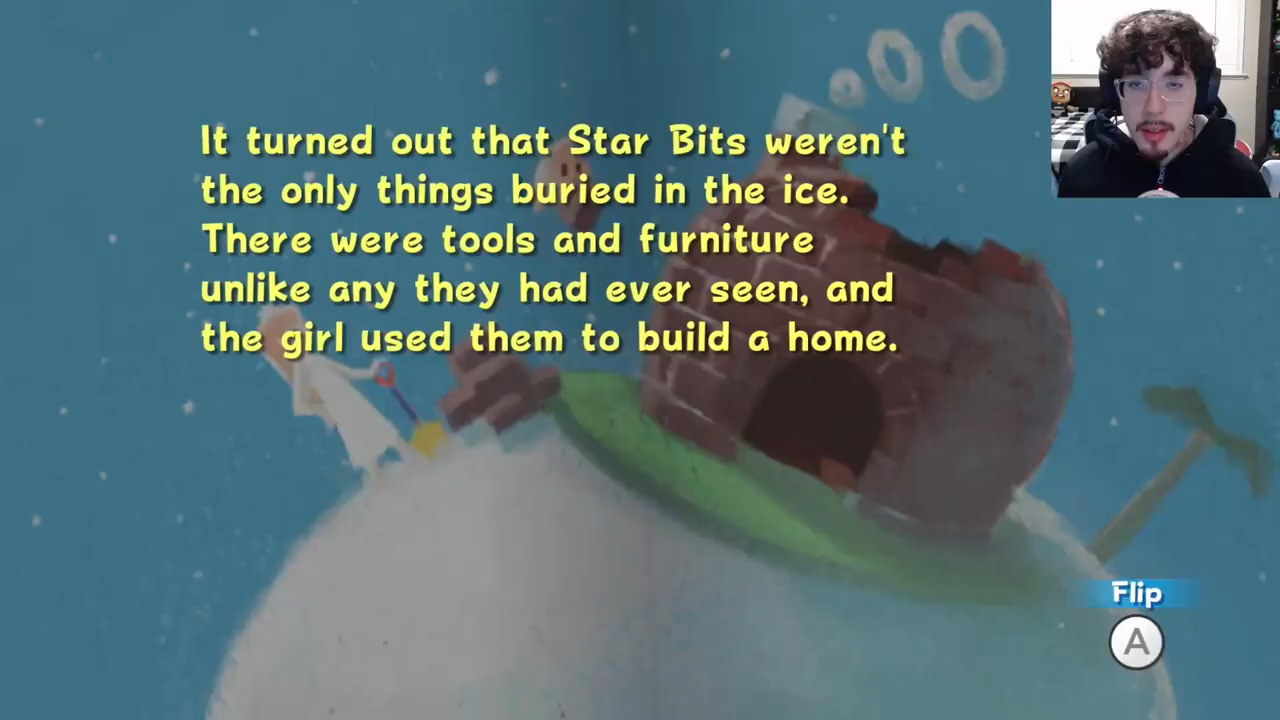 It turned out that Star Bits weren't
the only things buried in the ice.
There were tools and furniture
unlike any they had ever seen, and
the girl used them to build a home.
Flip
A